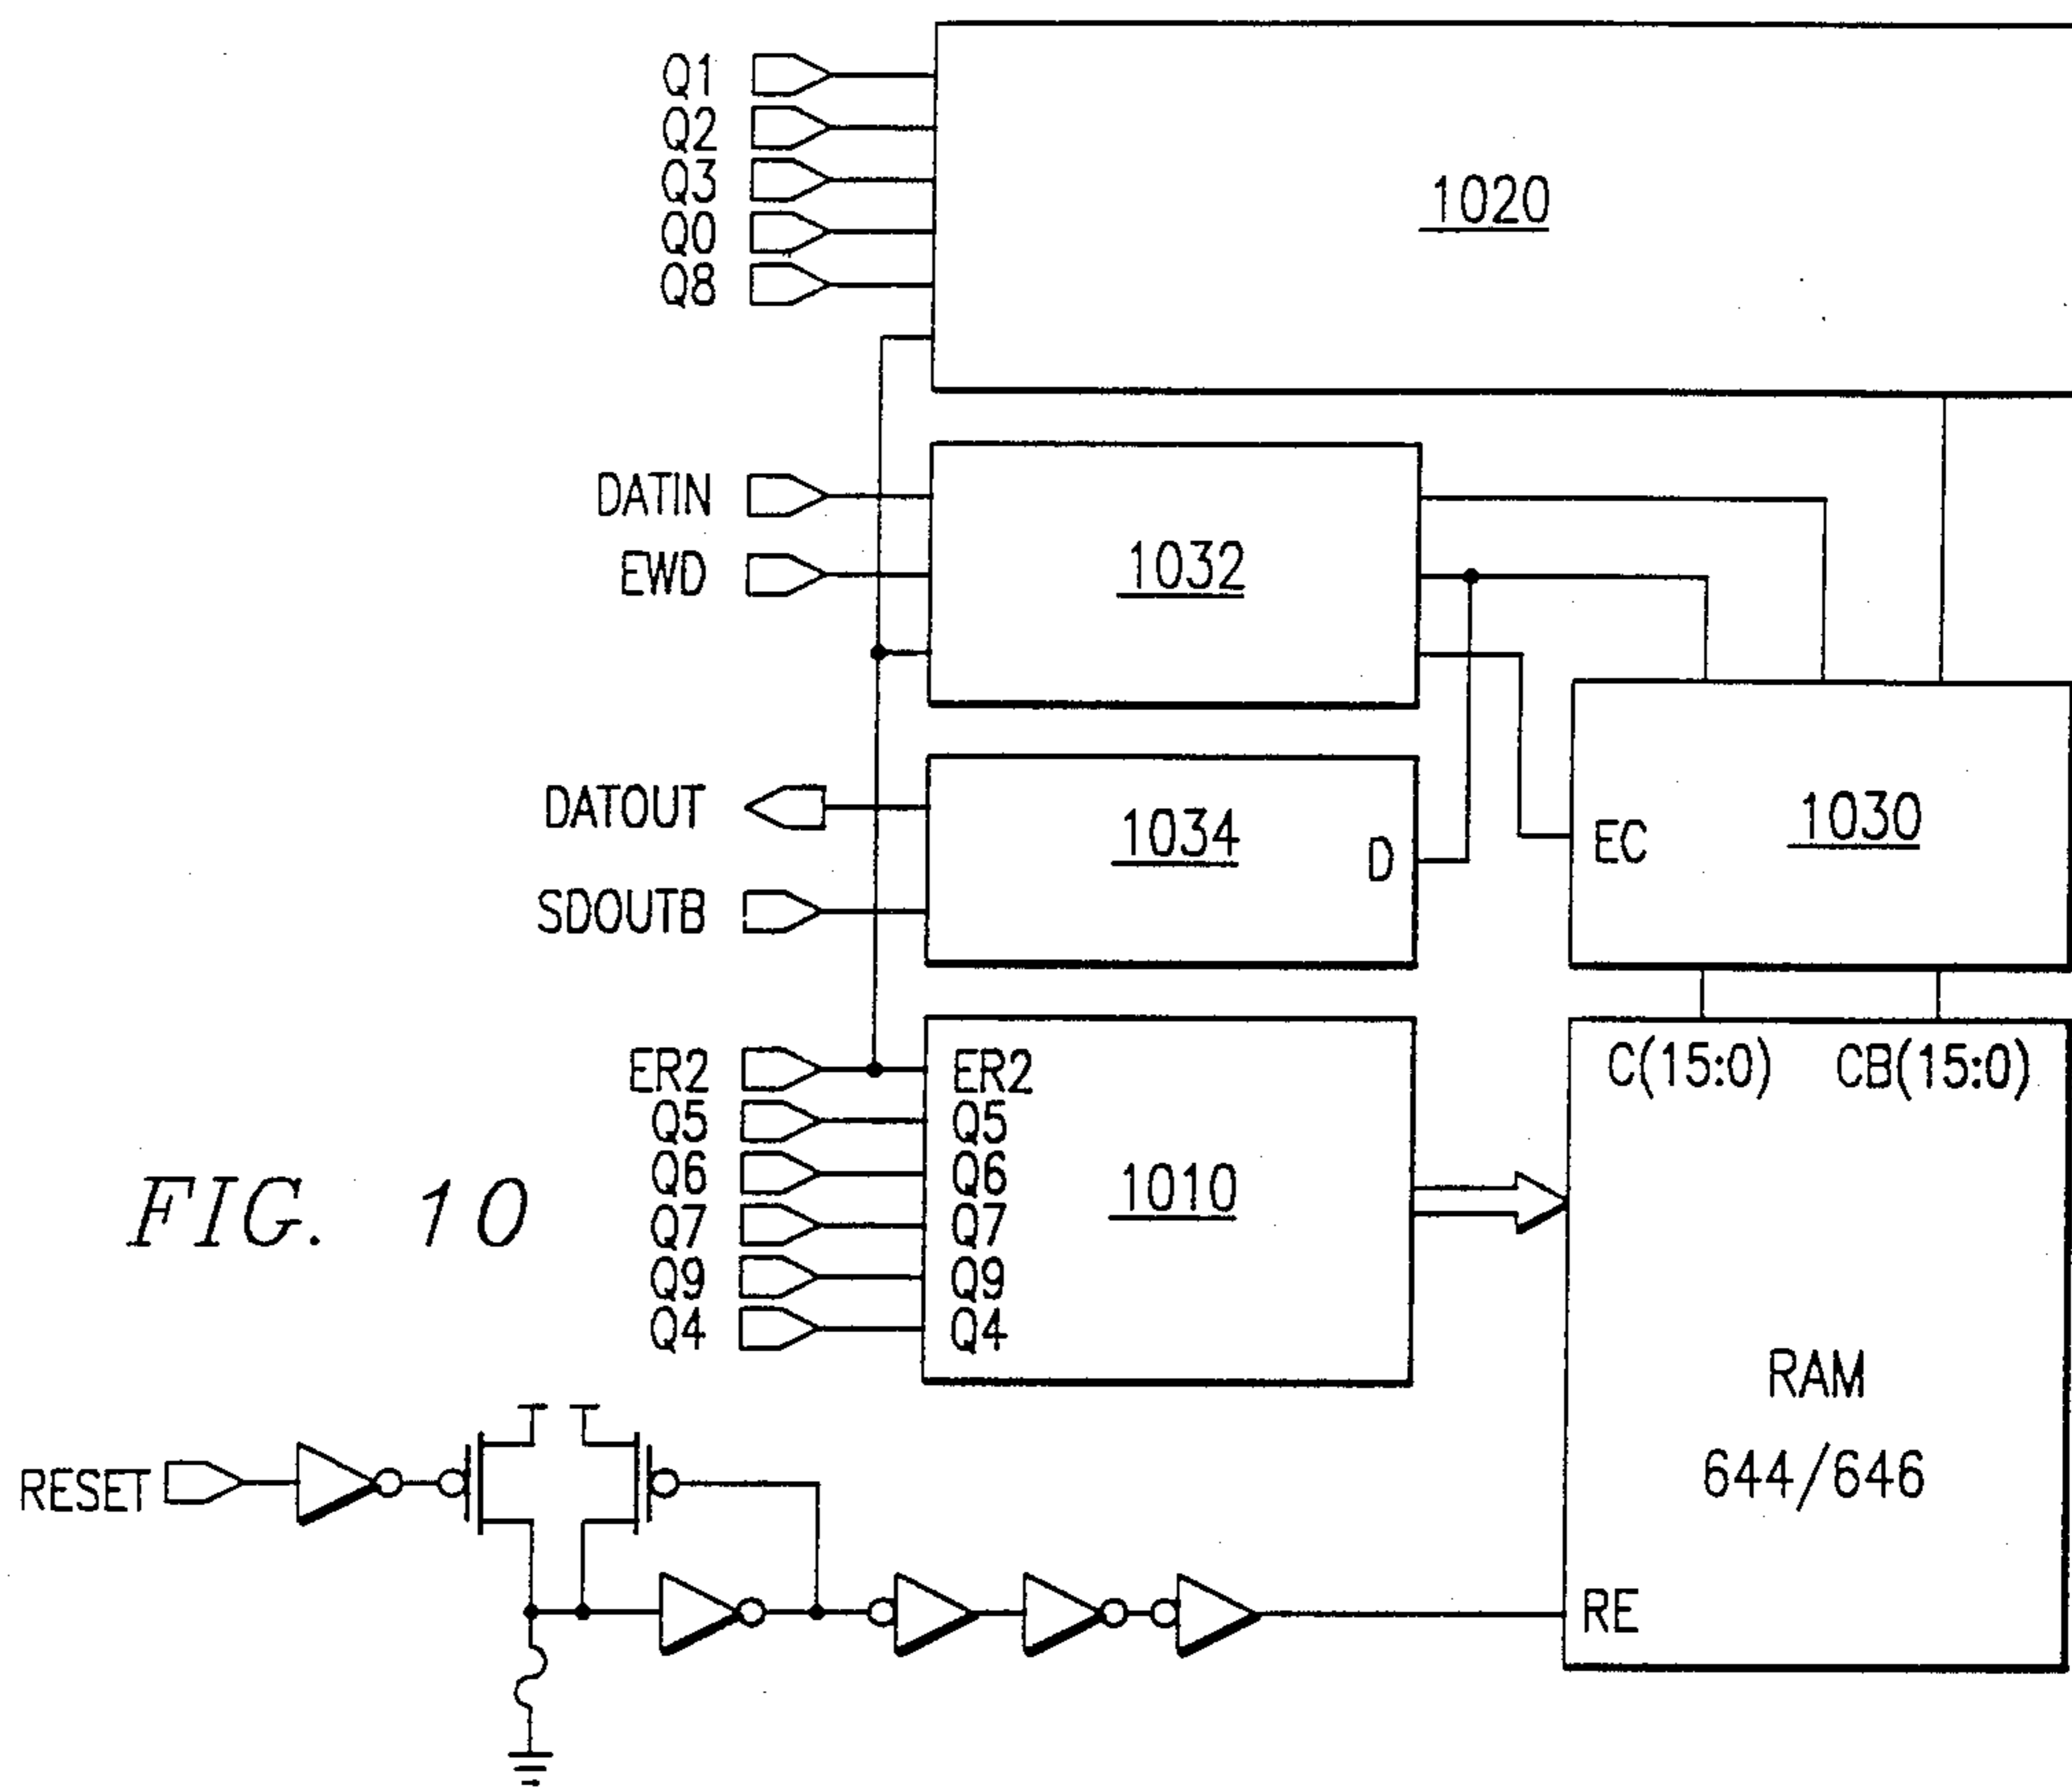 Q1
Q2
Q3
Q0
Q8
1020
DATIN
EWD
1032
DATOUT
SDOUTB
1034
D
EC
1030
ER2
Q5
Q6
Q7
Q9
Q4
ER2
Q5
Q6
Q7
Q9
Q4
1010
C(15:0) CB(15:0)
RAM
644/646
RE
RESET
FIG. 10